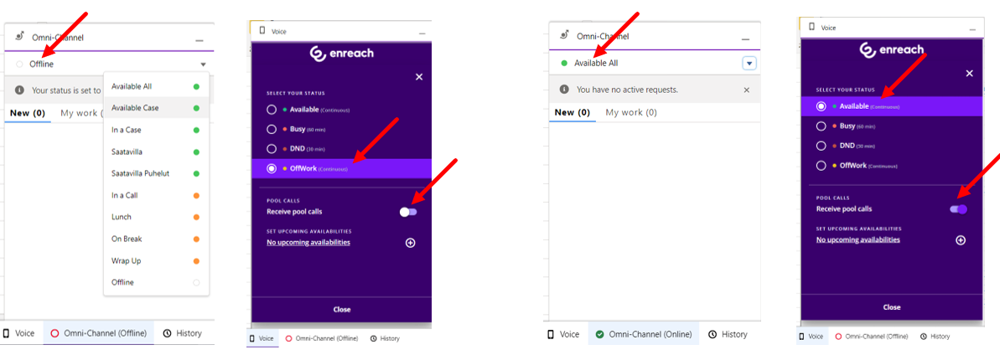 Omni-Channel
Offline
Your status is set to
New (0) My work (
Available All
Available Case
In a Case
Saatavilla
Saatavilla Puhelut
In a Call
Lunch
On Break
Wrap Up
Offline
Voice Omni-Channel (Offline) History
Voice
enreach
SELECT YOUR STATUS
Available (Continuous)
Busy (60 min)
DND (30 min)
OffWork (Continuous)
POOL CALLS
Receive pool calls
SET UPCOMING AVAILABILITIES
No upcoming availabilities
Close
Voice Omni-Channel (Offline) History
Omni-Channel
Available All
You have no active requests.
New (0) My work (0)
Voice Omni-Channel (Online) History
Voice
enreach
SELECT YOUR STATUS
Available (Continuous)
Busy (60 min)
DND (30 min)
OffWork (Continuous)
POOL CALLS
Receive pool calls
SET UPCOMING AVAILABILITIES
No upcoming availabilities
Close
Voice Omni-Channel (Offline) History